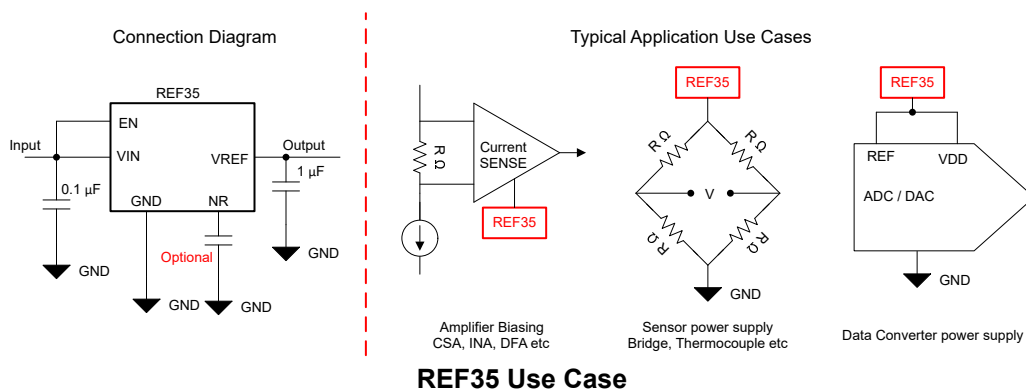 Connection Diagram
REF35
Input
EN
VIN
VREF
Output
0.1 µF
1 µF
GND
NR
Optional
GND
GND
GND
GND
Typical Application Use Cases
R Ω
Current
SENSE
REF35
Amplifier Biasing
CSA, INA, DFA etc
REF35
R Ω
R Ω
V
R Ω
R Ω
GND
Sensor power supply
Bridge, Thermocouple etc
REF35
REF
VDD
ADC / DAC
GND
Data Converter power supply
REF35 Use Case